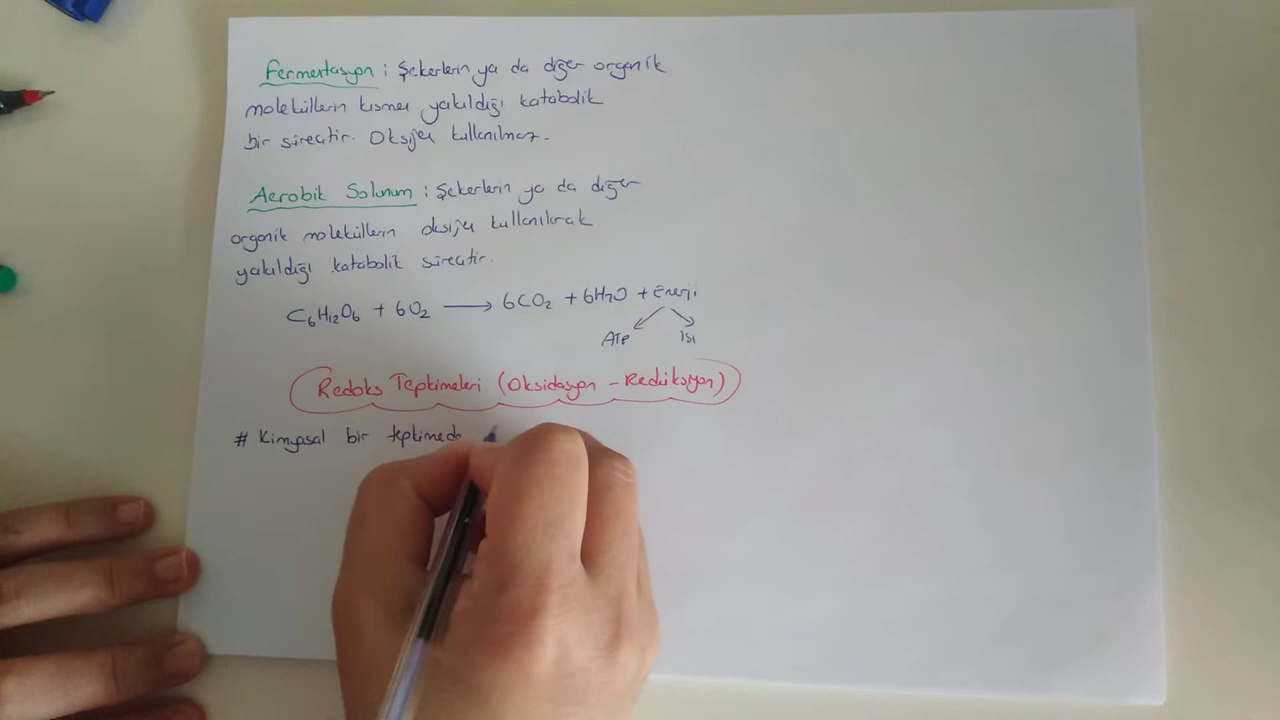 Fermentasyon : Şekerlerin ya da diğer organik
moleküllerin kısmen yakıldığı katabolik
bir süreçtir. Oksijen kullanılmaz.
Aerobik Solunum : Şekerlerin ya da diğer
organik moleküllerin oksijen kullanılarak
yakıldığı katabolik süreçtir.
C₆H₁₂O₆ + 6O₂ → 6CO₂ + 6H₂O + Enerji
ATP Isı
Redoks Tepkimeleri (Oksidasyon - Redüksiyon)
# Kimyasal bir tepkimede